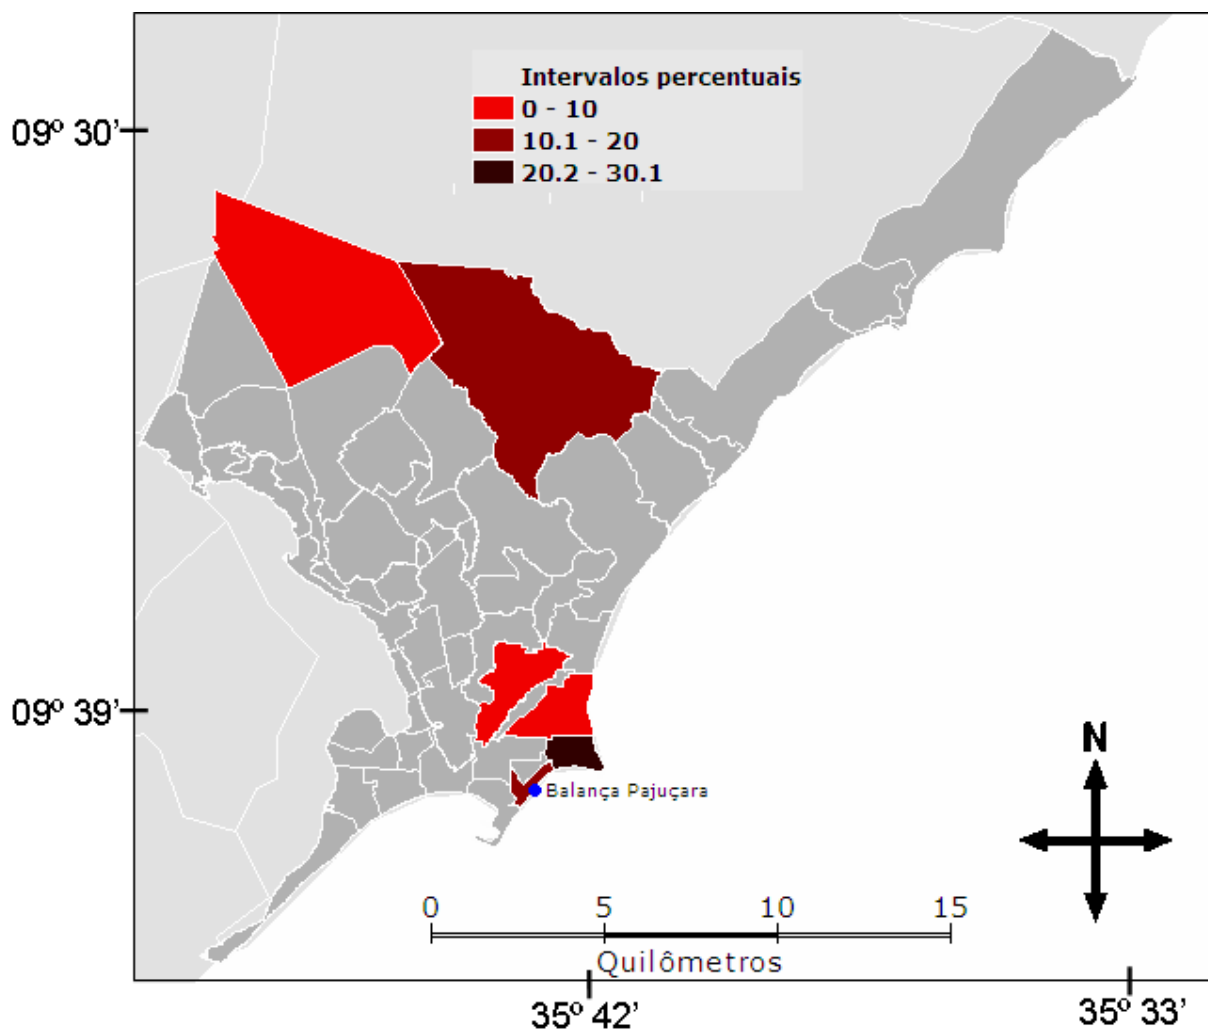 Intervalos percentuais
0 - 10
10.1 - 20
20.2 - 30.1
09º 30’
09º 39’
N
Balança Pajuçara
0 5 10 15
Quilômetros
35º 42’
35º 33’